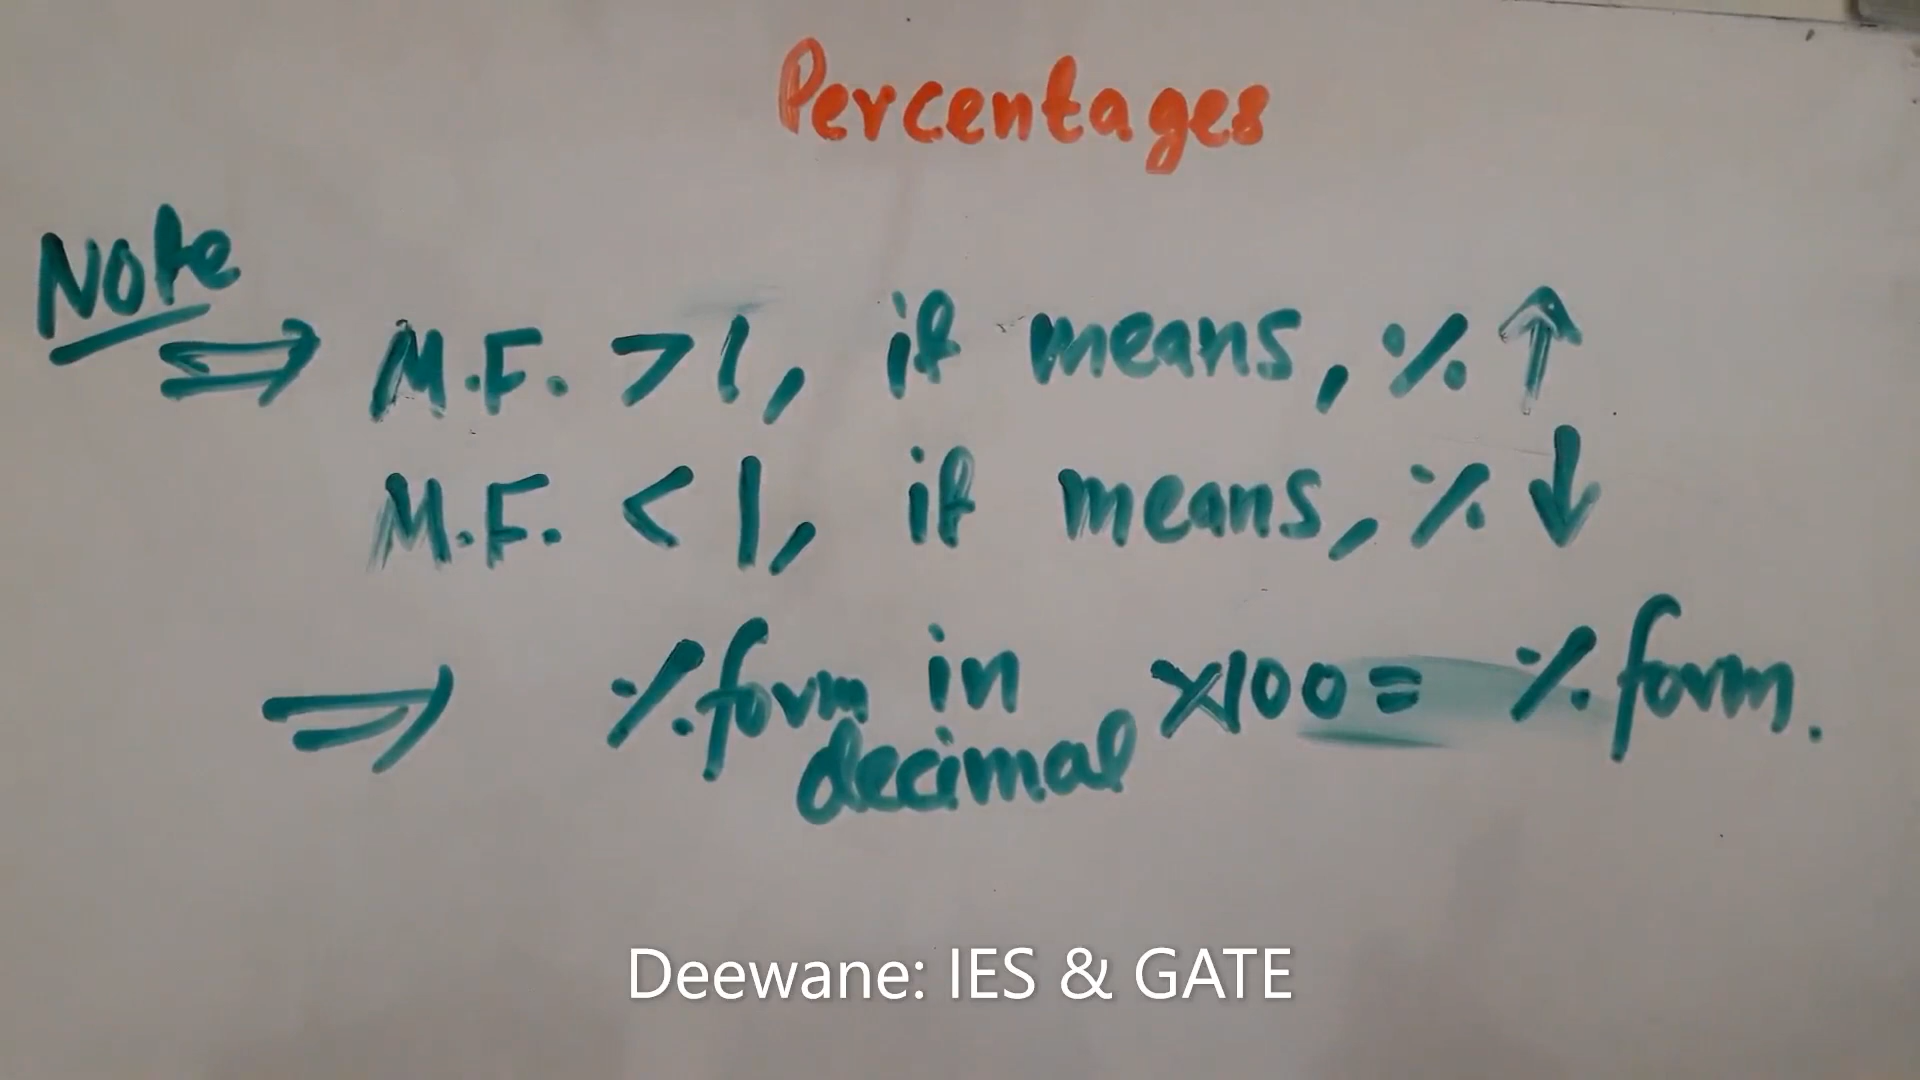 Percentages
Note
⇒ M.F. >1, it means, % ↑
M.F. <1, it means, % ↓
⇒ % form in decimal ×100 = % form.
Deewane: IES & GATE